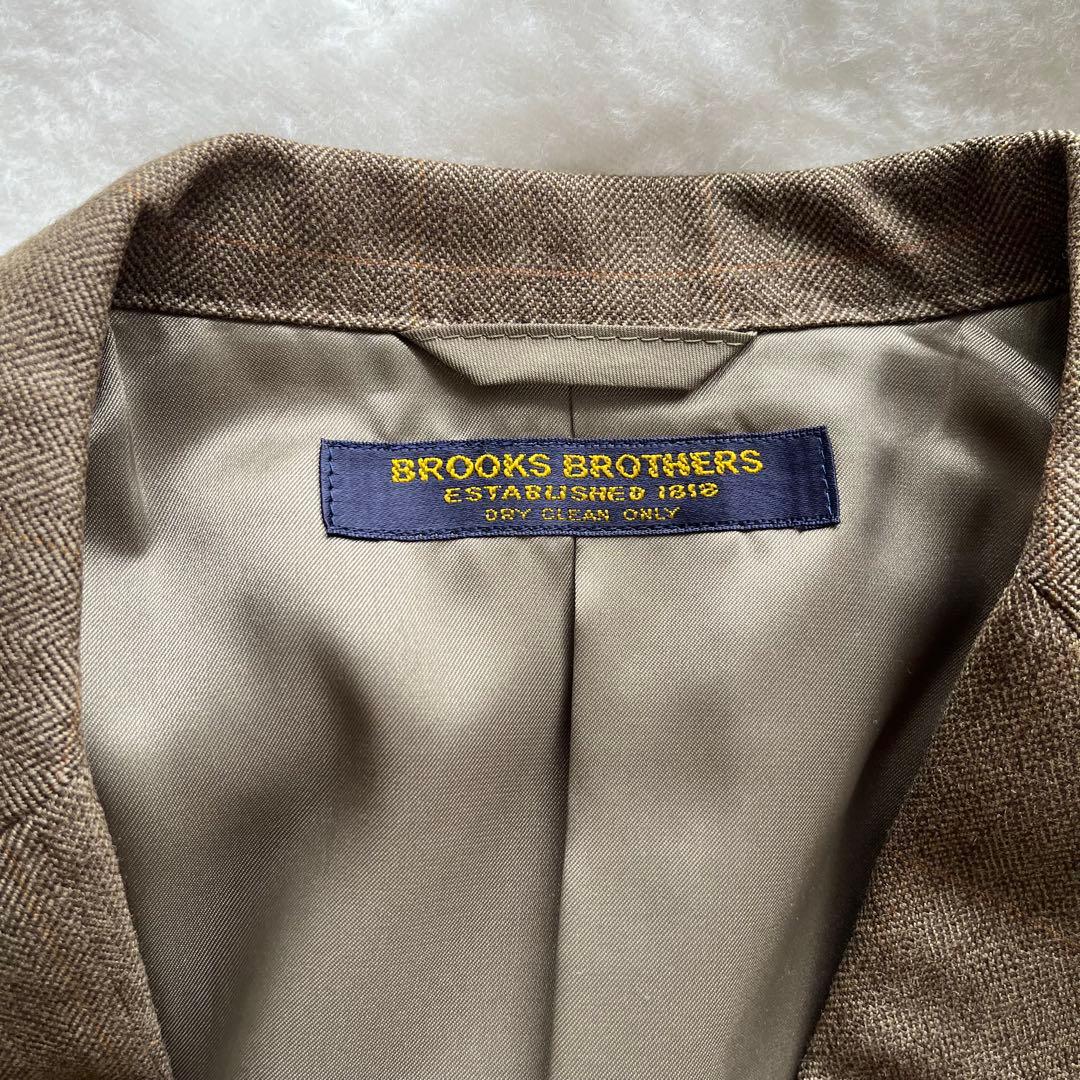 BROOKS BROTHERS
ESTABLISHED 1818
DRY CLEAN ONLY